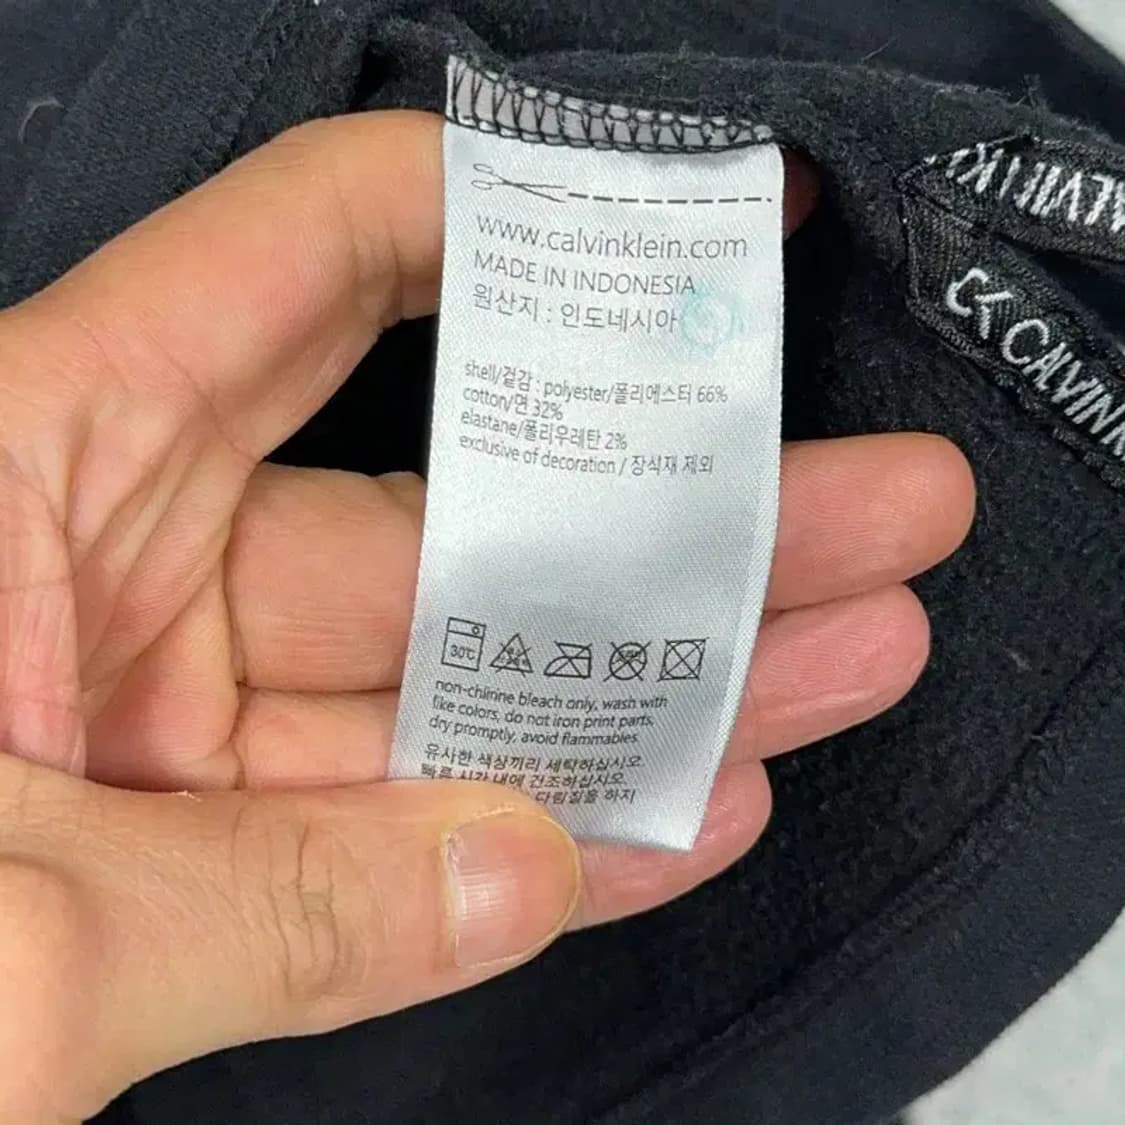 www.calvinklein.com
MADE IN INDONESIA
원산지 : 인도네시아
shell/겉감 : polyester/폴리에스터 66%
cotton/면 32%
elastane/폴리우레탄 2%
exclusive of decoration / 장식재 제외
30℃
non-chirine bleach only, wash with
like colors, do not iron print parts,
dry promptly, avoid flammables
유사한 색상끼리 세탁하십시오.
빠른 시간 내에 건조하십시오.
다림질을 하지
CK CALVIN